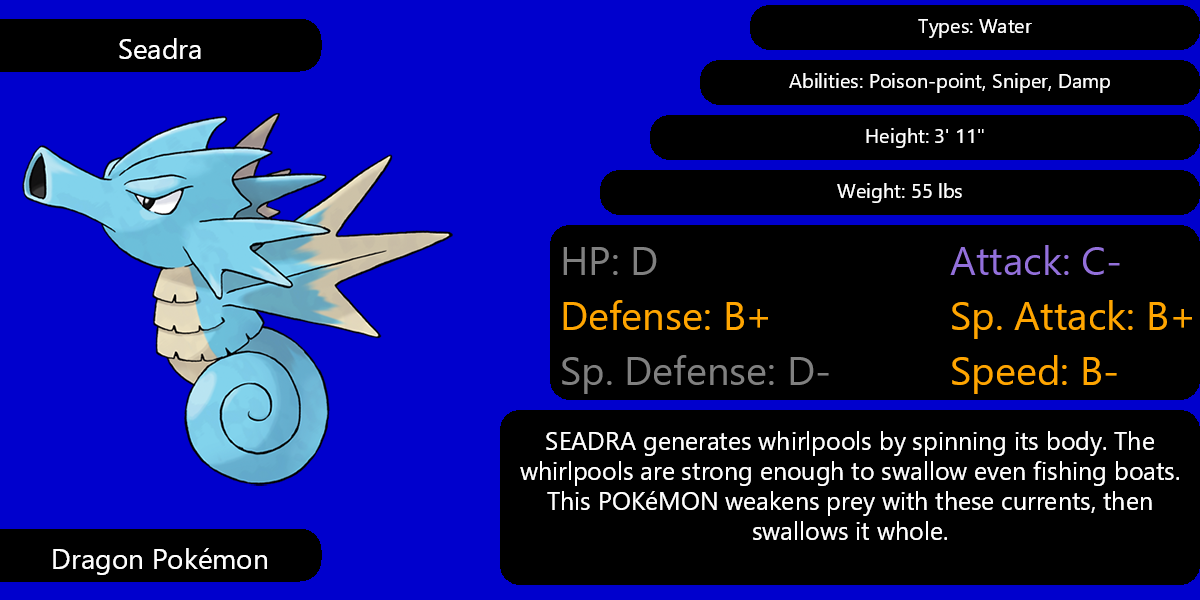 Seadra
Types: Water
Abilities: Poison-point, Sniper, Damp
Height: 3' 11"
Weight: 55 lbs
HP: D
Attack: C-
Defense: B+
Sp. Attack: B+
Sp. Defense: D-
Speed: B-
SEADRA generates whirlpools by spinning its body. The
whirlpools are strong enough to swallow even fishing boats.
This POKéMON weakens prey with these currents, then
swallows it whole.
Dragon Pokémon